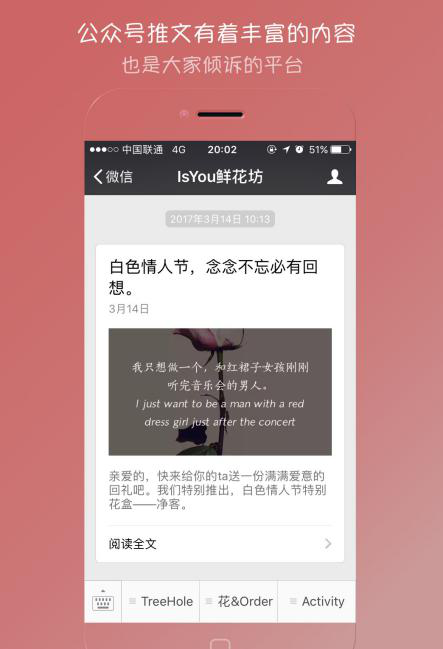 公众号推文有着丰富的内容
也是大家倾诉的平台
中国联通 4G 20:02 51%
微信 IsYou鲜花坊
2017年3月14日 10:13
白色情人节，念念不忘必有回
想。
3月14日
我只想做一个，和红裙子女孩刚刚
听完音乐会的男人。
I just want to be a man with a red
dress girl just after the concert
亲爱的，快来给你的ta送一份满满爱意的
回礼吧。我们特别推出，白色情人节特别
花盒——净客。
阅读全文
TreeHole 花&Order Activity